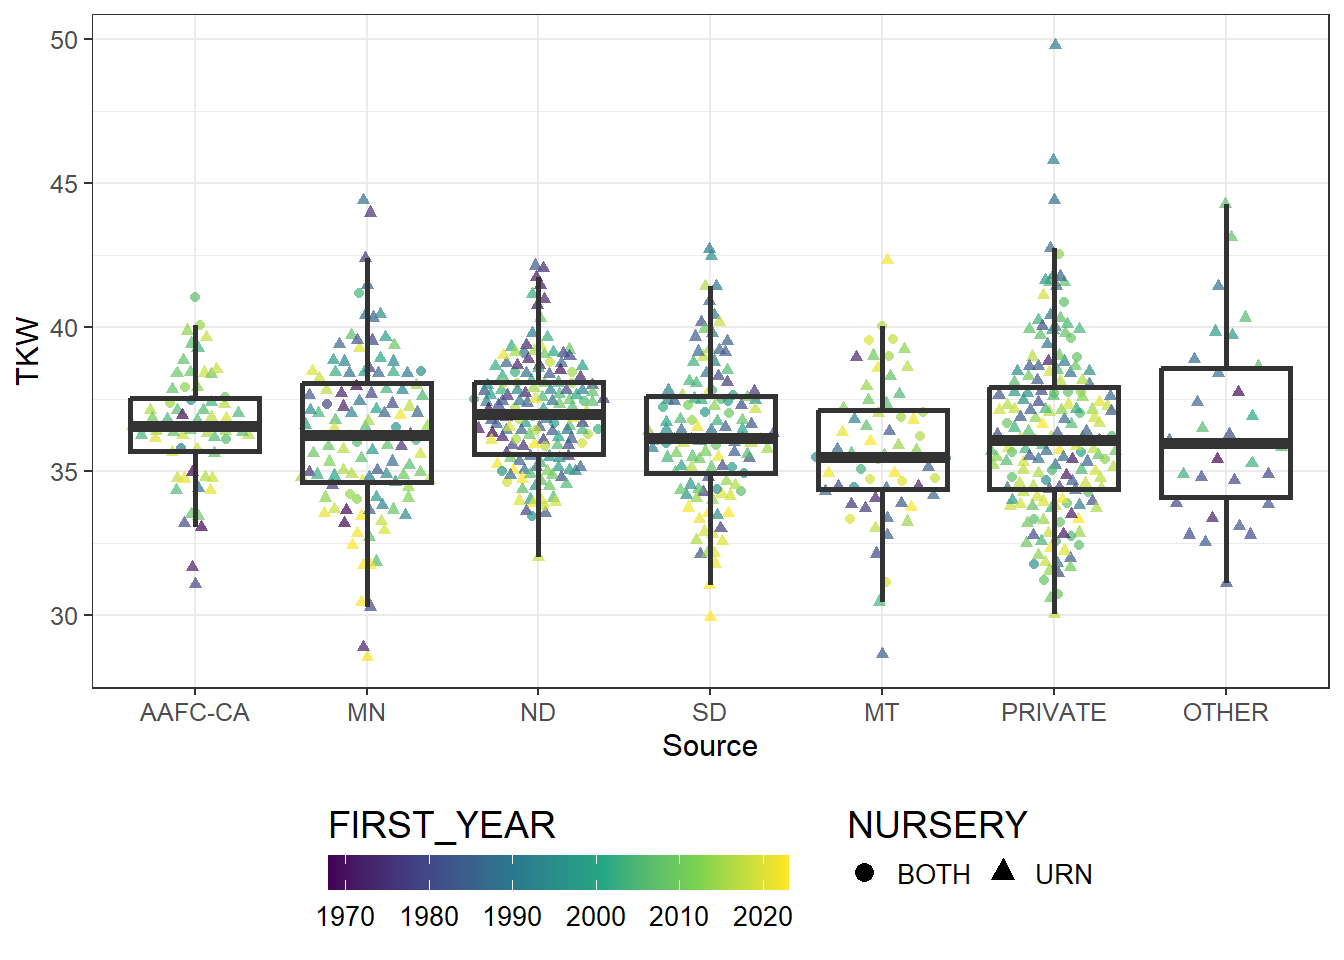 50
45
40
35
30
TKW
AAFC-CA MN ND SD MT PRIVATE OTHER
Source
FIRST_YEAR
1970 1980 1990 2000 2010 2020
NURSERY
BOTH URN